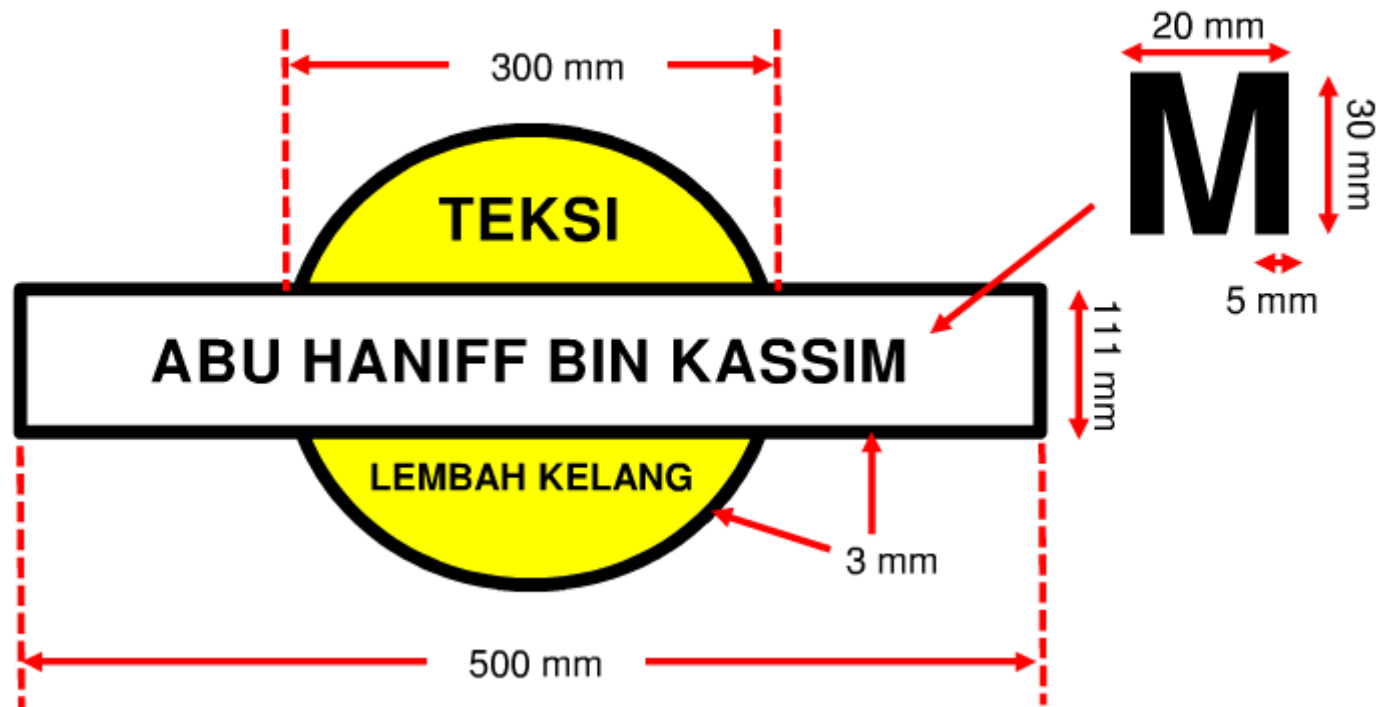 300 mm
20 mm
M
30 mm
5 mm
TEKSI
ABU HANIFF BIN KASSIM
111 mm
LEMBAH KELANG
3 mm
500 mm